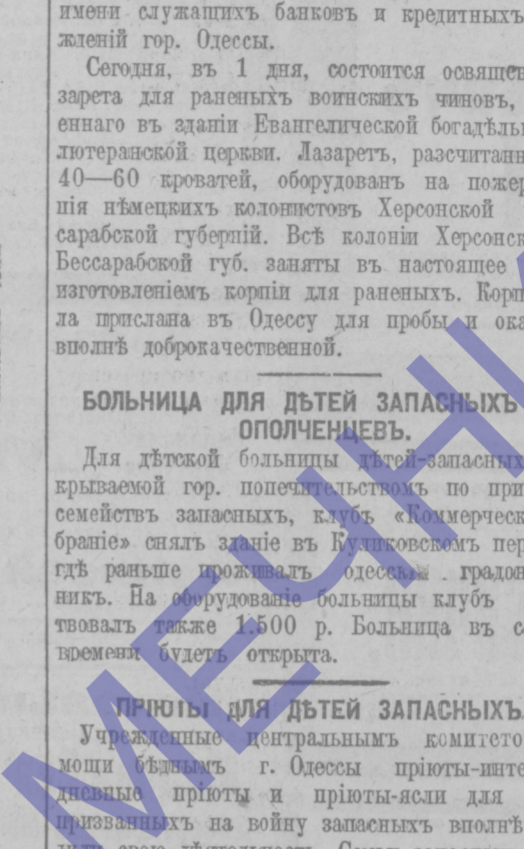 имени служащихъ банковъ и кредитныхъ
жденій гор. Одессы.
Сегодня, въ 1 дня, состоится освящен
зарета для раненыхъ воинскихъ чиновъ,
еннаго въ зданіи Евангелической богадѣль
лютеранской церкви. Лазаретъ, разсчитанн
40—60 кроватей, оборудованъ на пожер
нія нѣмецкихъ колонистовъ Херсонской
сарабской губерній. Всѣ колоніи Херсонск
Бессарабской губ. заняты въ настоящее
изготовленіемъ корпіи для раненыхъ. Корп
ла прислана въ Одессу для пробы и ока
вполнѣ доброкачественной.
БОЛЬНИЦА ДЛЯ ДѢТЕЙ ЗАПАСНЫХЪ
ОПОЛЧЕНЦЕВЪ.
Для дѣтской больницы дѣтей-запасныхъ
крываемой гор. попечительствомъ по при
семействъ запасныхъ, клубъ «Коммерческ
браніе» снялъ зданіе въ Куликовскомъ пер
гдѣ раньше проживалъ одесскій градон
никъ. На оборудованіе больницы клубъ
твовалъ также 1.500 р. Больница въ с
времени будетъ открыта.
ПРІЮТЫ ДЛЯ ДѢТЕЙ ЗАПАСНЫХЪ.
Учрежденные центральнымъ комитето
мощи бѣднымъ г. Одессы пріюты-инте
дневные пріюты и пріюты-ясли для
призванныхъ на войну запасныхъ вполнѣ